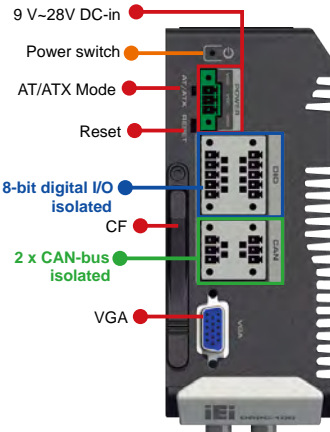 9 V~28V DC-in
Power switch
AT/ATX Mode
AT/ATX
POWER
Reset
RESET
8-bit digital I/O
isolated
DIO
CF
2 x CAN-bus
isolated
CAN
VGA
VGA
iEi